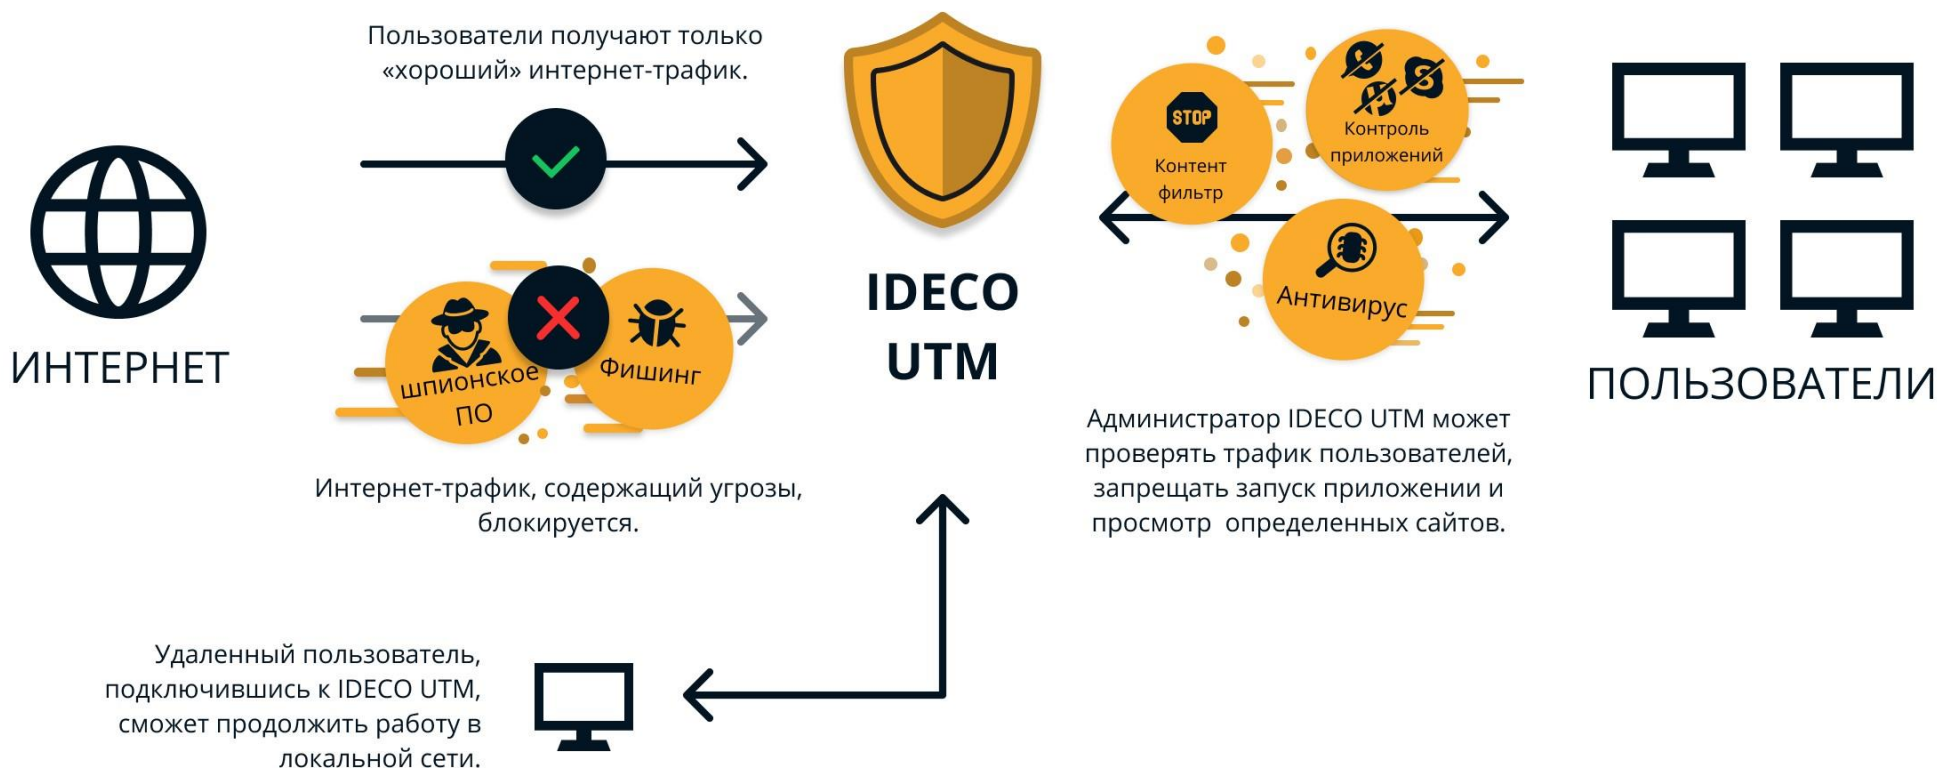 Пользователи получают только
«хороший» интернет-трафик.
ИНТЕРНЕТ
шпионское
ПО
Фишинг
Интернет-трафик, содержащий угрозы,
блокируется.
IDECO
UTM
STOP
Контент
фильтр
Контроль
приложений
Антивирус
Администратор IDECO UTM может
проверять трафик пользователей,
запрещать запуск приложении и
просмотр определенных сайтов.
ПОЛЬЗОВАТЕЛИ
Удаленный пользователь,
подключившись к IDECO UTM,
сможет продолжить работу в
локальной сети.